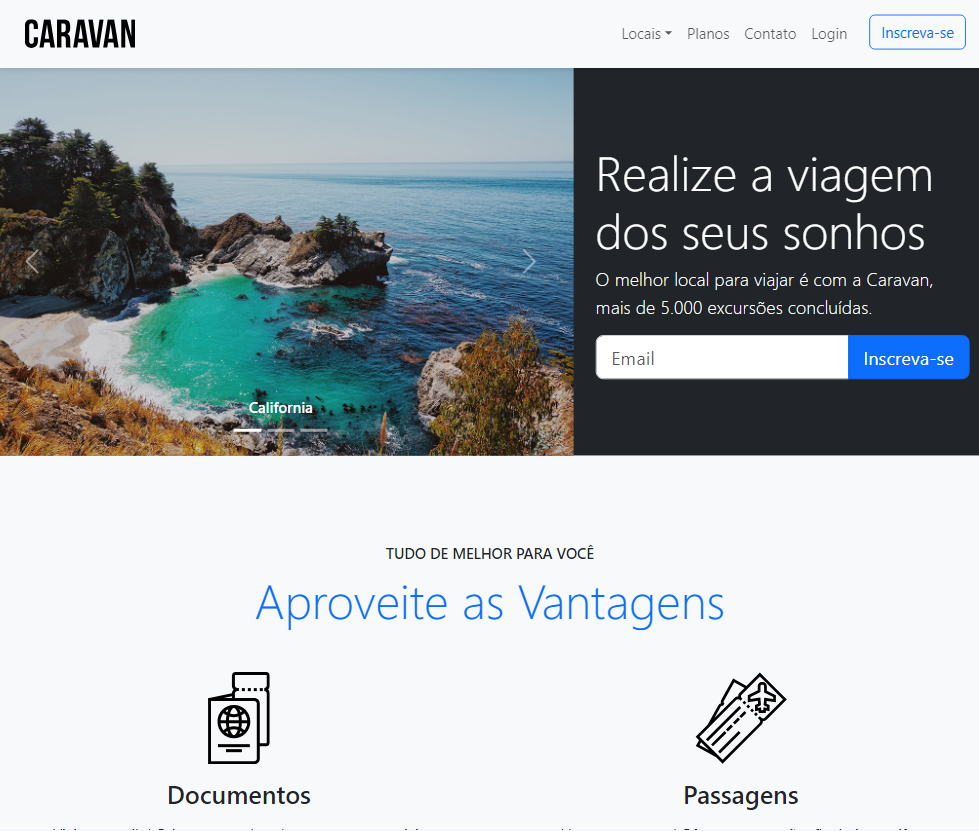 CARAVAN
Locais Planos Contato Login Inscreva-se
Realize a viagem
dos seus sonhos
O melhor local para viajar é com a Caravan,
mais de 5.000 excursões concluídas.
Email Inscreva-se
California
TUDO DE MELHOR PARA VOCÊ
Aproveite as Vantagens
Documentos Passagens